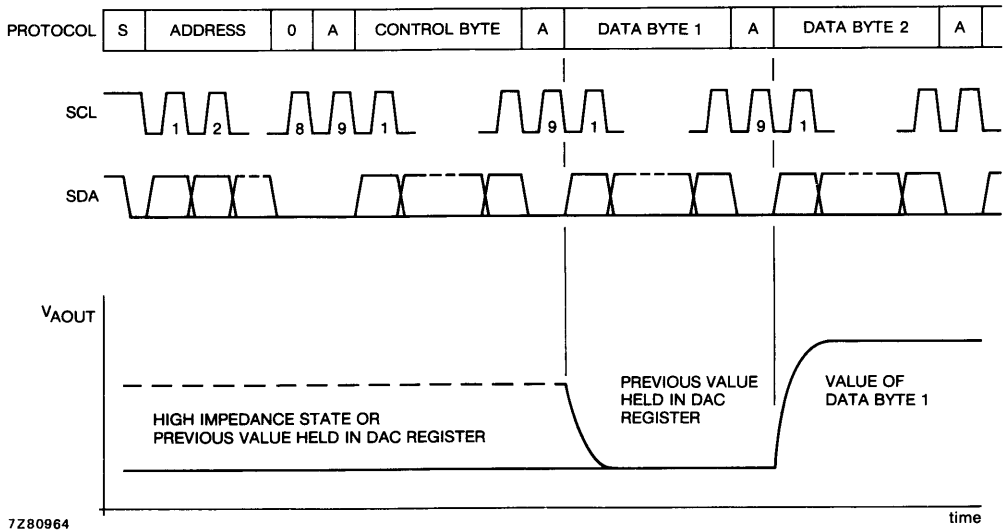 PROTOCOL S ADDRESS 0 A CONTROL BYTE A DATA BYTE 1 A DATA BYTE 2 A
SCL 1 2 8 9 1 9 1 9 1
SDA
VAOUT
PREVIOUS VALUE
HELD IN DAC
REGISTER
VALUE OF
DATA BYTE 1
HIGH IMPEDANCE STATE OR
PREVIOUS VALUE HELD IN DAC REGISTER
time
7Z80964